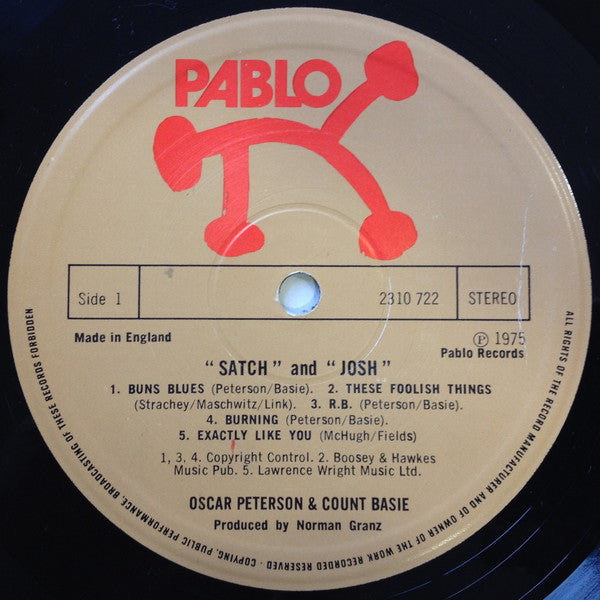 PABLO
Side 1
2310 722
STEREO
Made in England
Ⓟ 1975
Pablo Records
“ SATCH ” and “ JOSH ”
1. BUNS BLUES (Peterson/Basie). 2. THESE FOOLISH THINGS
(Strachey/Maschwitz/Link). 3. R.B. (Peterson/Basie).
4. BURNING (Peterson/Basie).
5. EXACTLY LIKE YOU (McHugh/Fields)
1, 3. 4. Copyright Control. 2. Boosey & Hawkes
Music Pub. 5. Lawrence Wright Music Ltd.
OSCAR PETERSON & COUNT BASIE
Produced by Norman Granz
ALL RIGHTS OF THE RECORD MANUFACTURER AND OF OWNER OF THE WORK RECORDED RESERVED · COPYING, PUBLIC PERFORMANCE, BROADCASTING OF THESE RECORDS FORBIDDEN